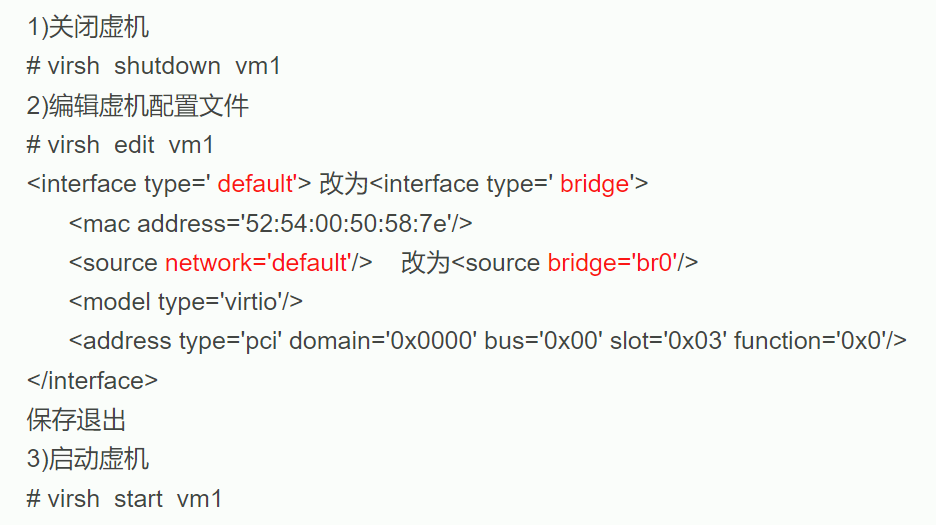 1)关闭虚机
# virsh  shutdown  vm1
2)编辑虚机配置文件
# virsh  edit  vm1
<interface type=' default'> 改为<interface type=' bridge'>
<mac address='52:54:00:50:58:7e'/>
<source network='default'/>    改为<source bridge='br0'/>
<model type='virtio'/>
<address type='pci' domain='0x0000' bus='0x00' slot='0x03' function='0x0'/>
</interface>
保存退出
3)启动虚机
# virsh  start  vm1